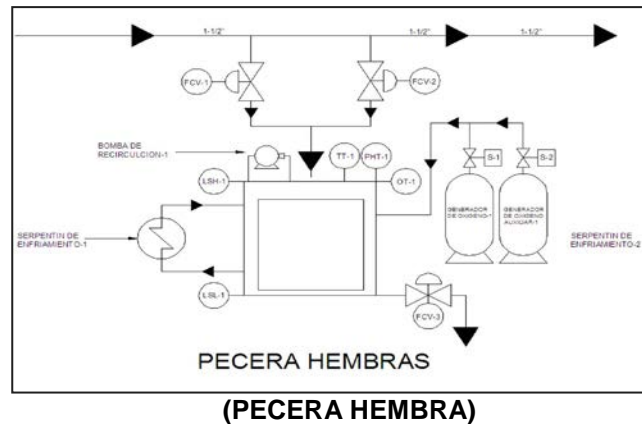 1-1/2" 1-1/2" 1-1/2"
FCV-1
FCV-2
BOMBA DE
RECIRCULCION-1
LSH-1
TT-1
PHT-1
OT-1
S-1
S-2
SERPENTIN DE
ENFRIAMIENTO-1
GENERADOR
DE OXIGENO-1
GENERADOR
DE OXIGENO
AUXILIAR-1
SERPENTIN DE
ENFRIAMIENTO-2
LSL-1
FCV-3
PECERA HEMBRAS
(PECERA HEMBRA)